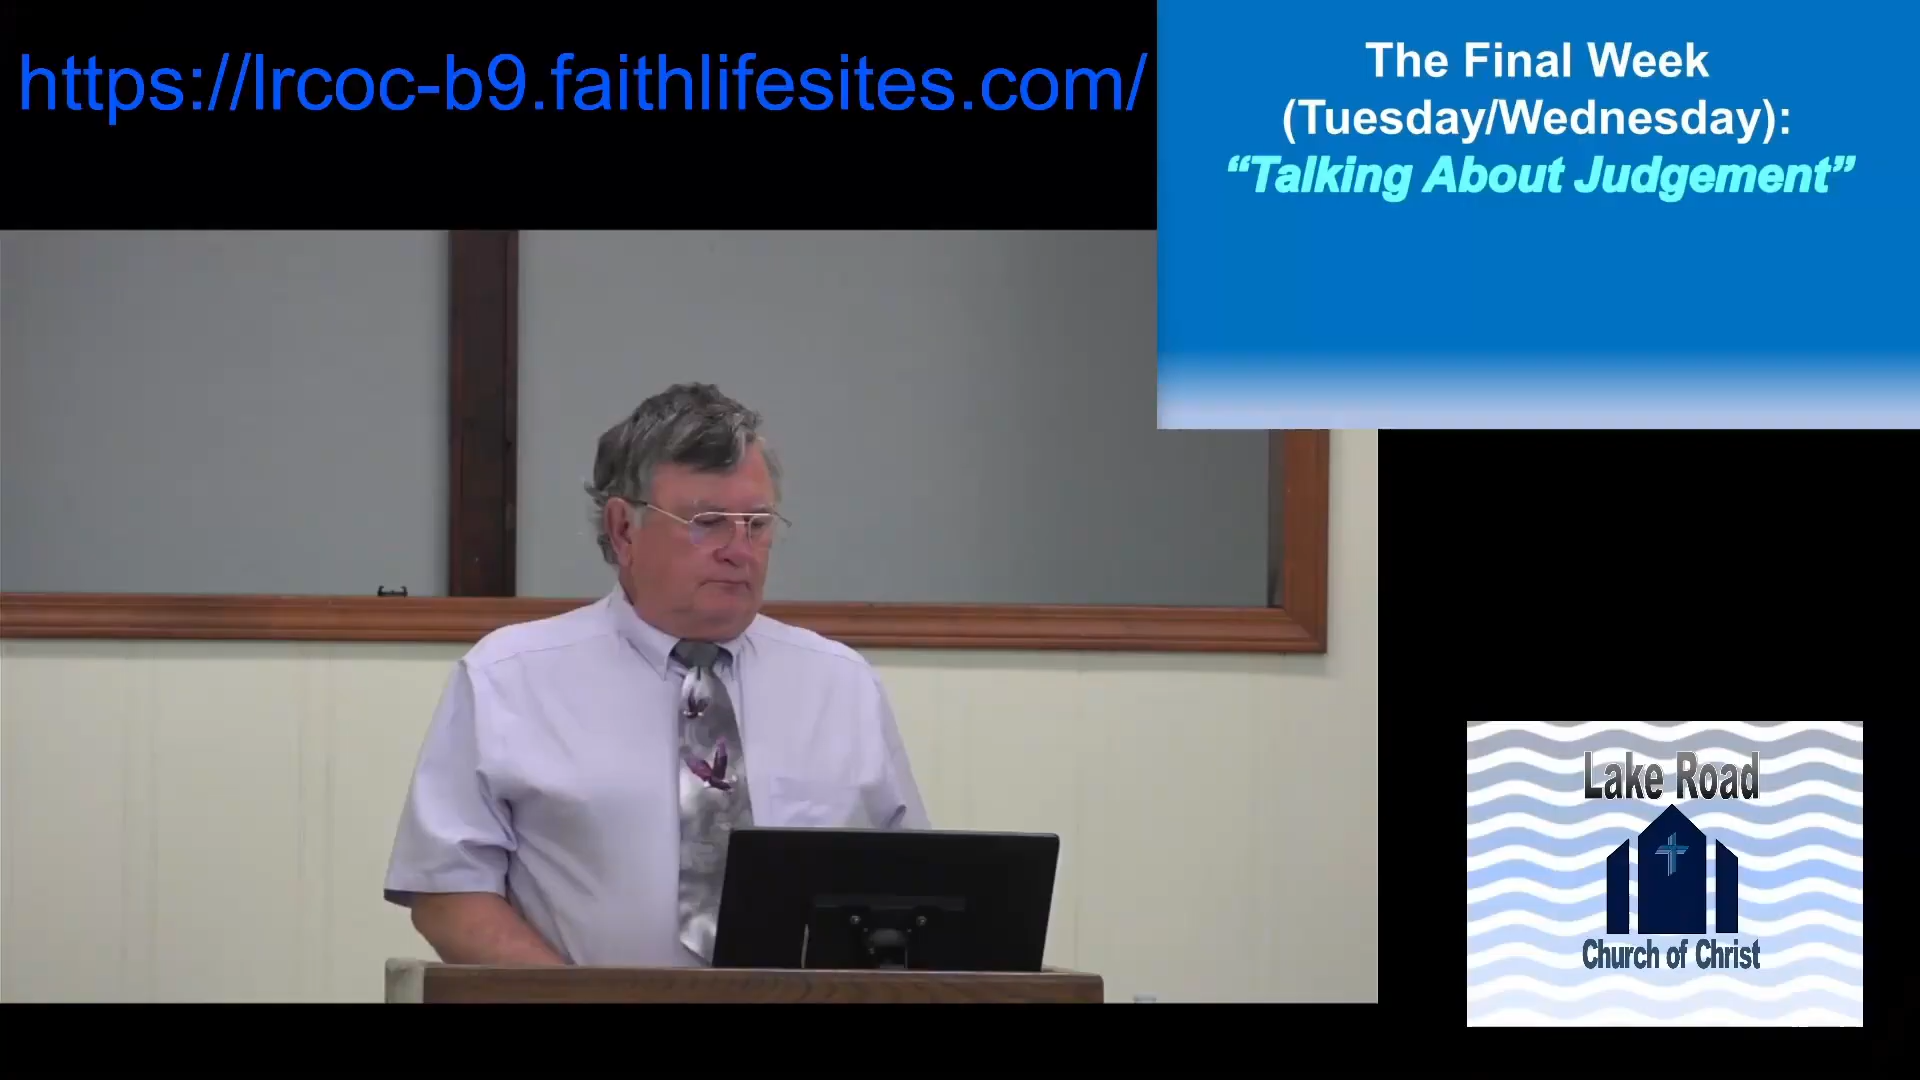 https://lrcoc-b9.faithlifesites.com/
The Final Week
(Tuesday/Wednesday):
“Talking About Judgement”
Lake Road
Church of Christ